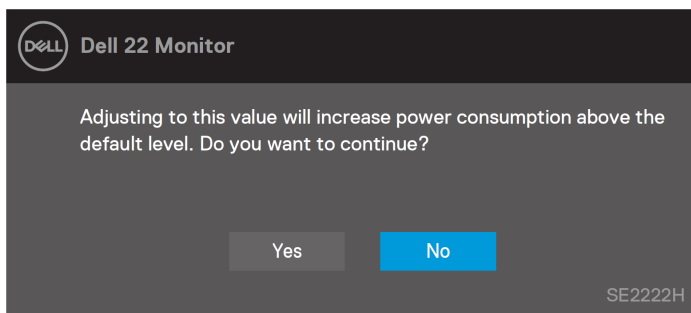 DELL
Dell 22 Monitor
Adjusting to this value will increase power consumption above the
default level. Do you want to continue?
Yes No
SE2222H